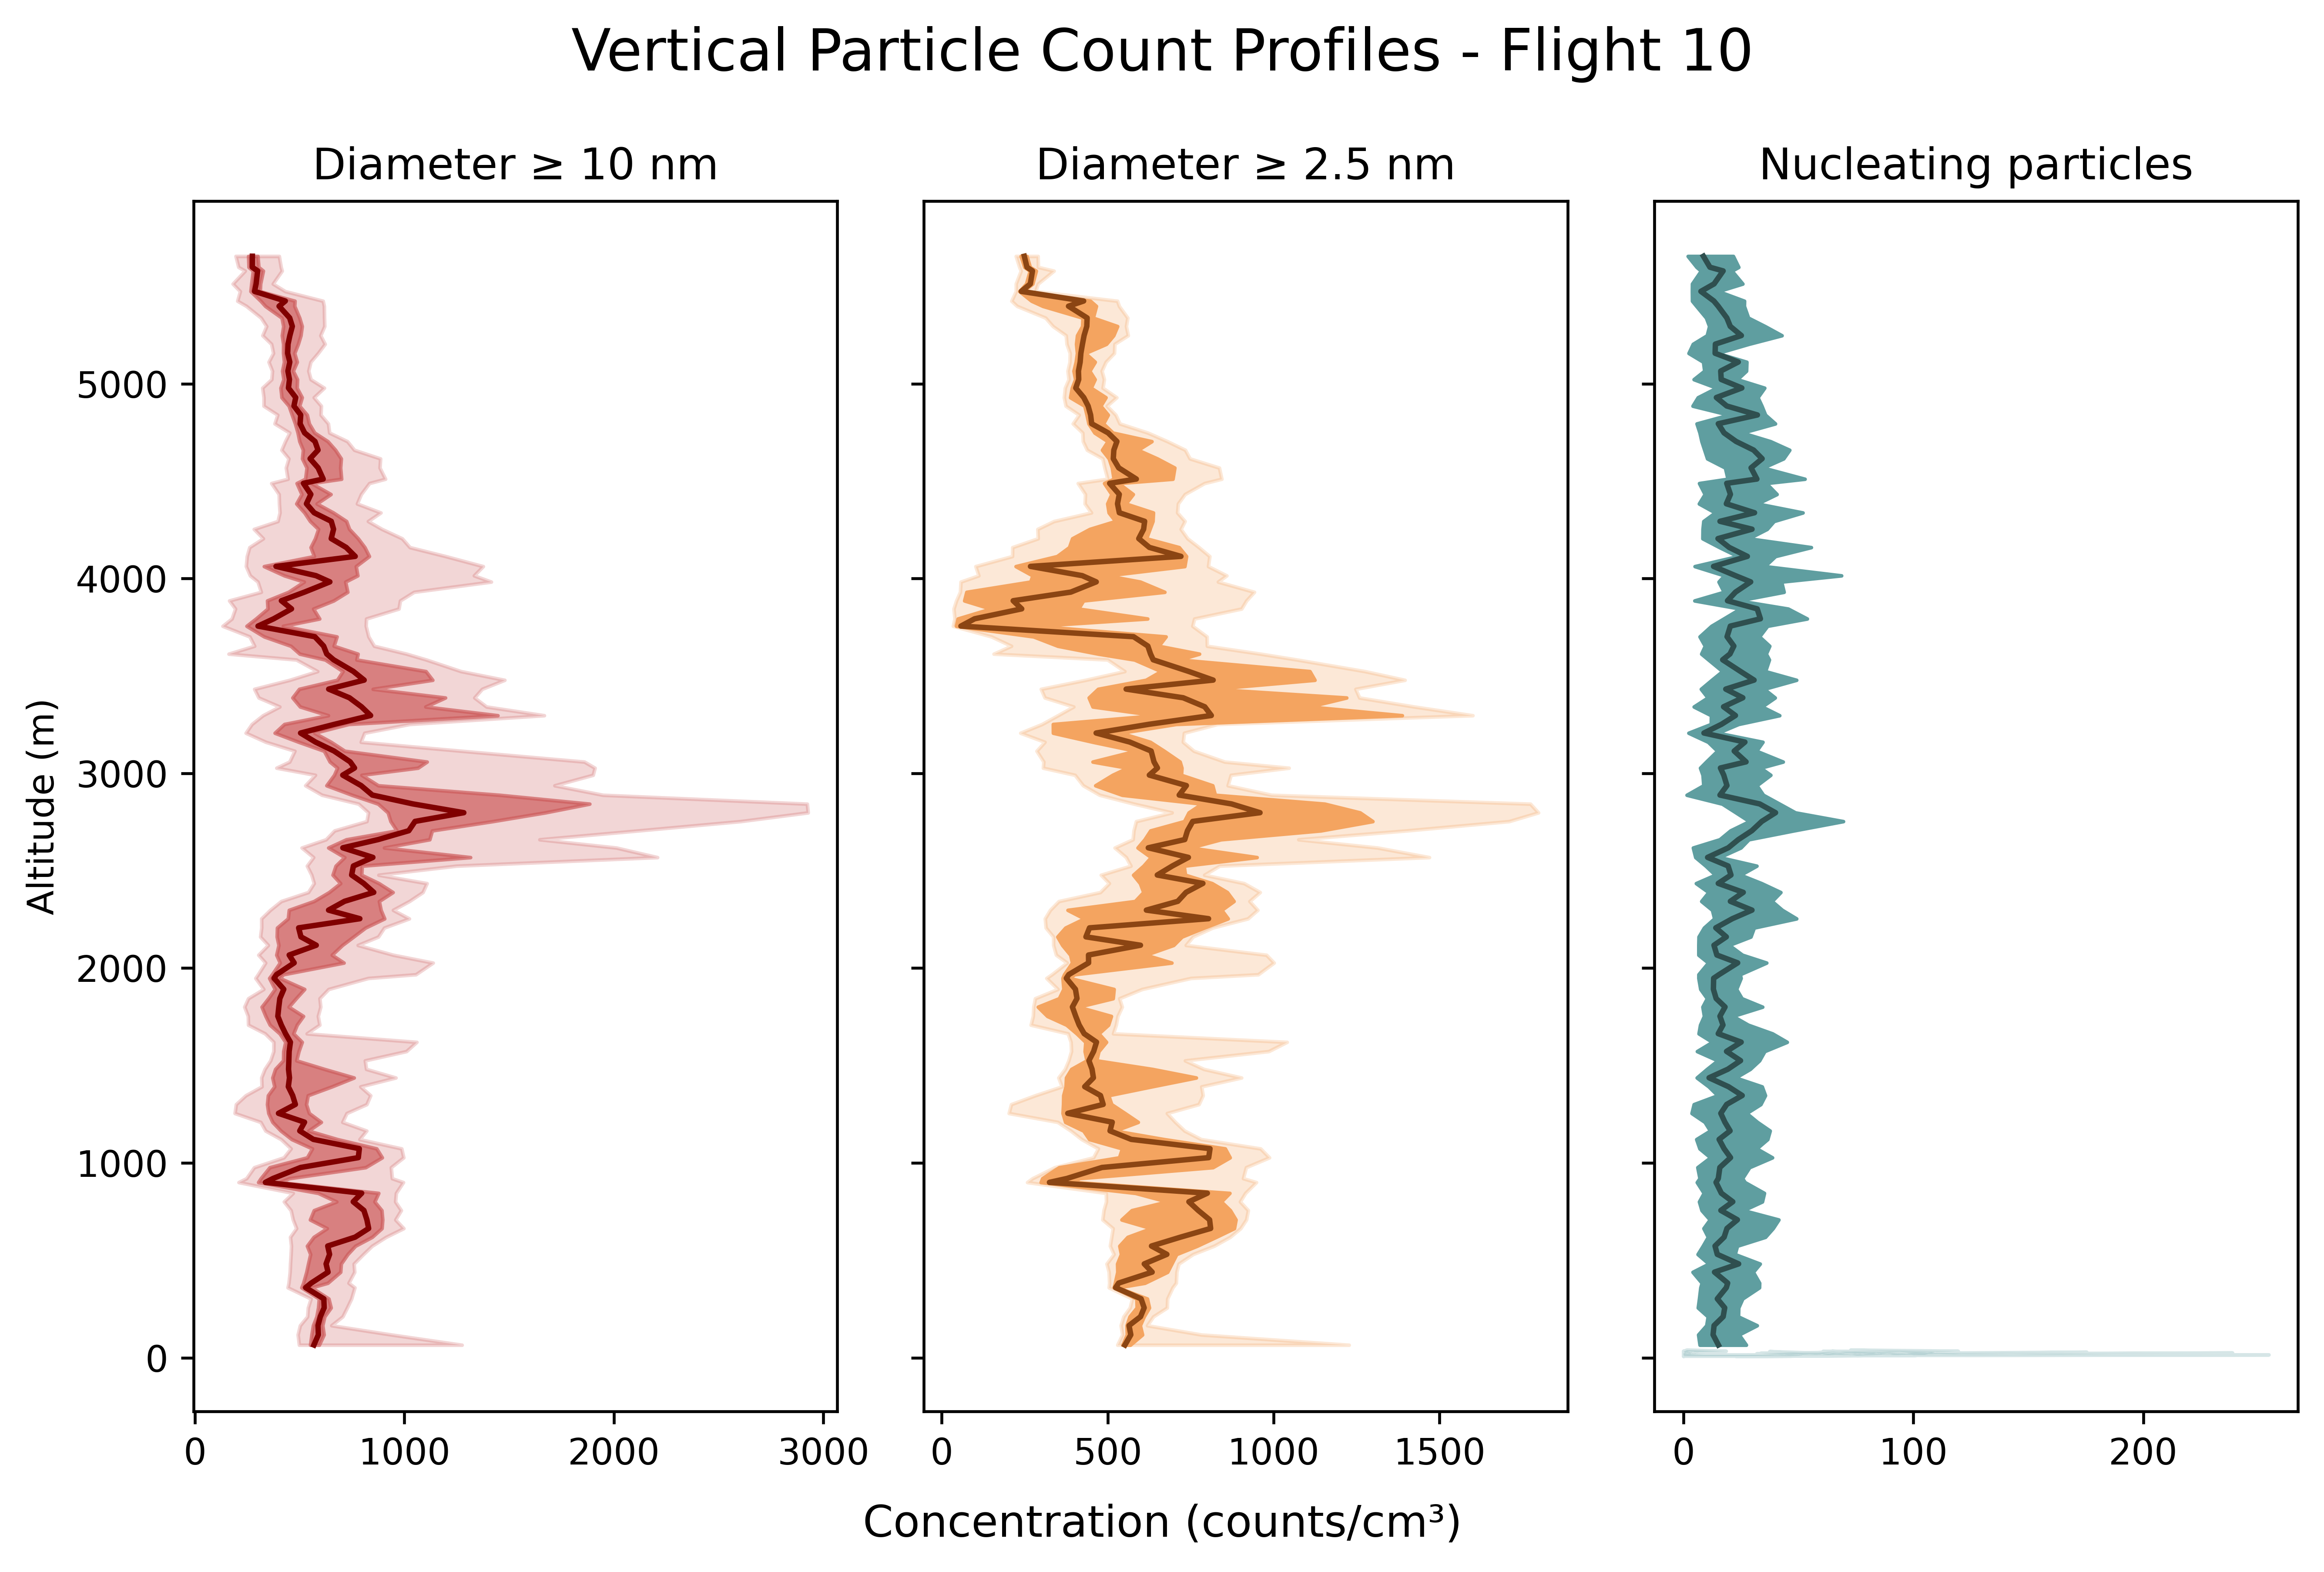 Vertical Particle Count Profiles - Flight 10
Diameter ≥ 10 nm
Diameter ≥ 2.5 nm
Nucleating particles
Altitude (m)
5000
4000
3000
2000
1000
0
0 1000 2000 3000
0 500 1000 1500
0 100 200
Concentration (counts/cm³)